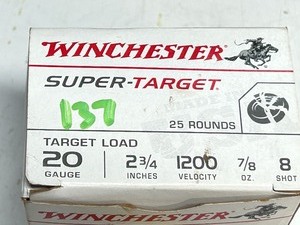 WINCHESTER
SUPER-TARGET
137
25 ROUNDS
TARGET LOAD
20 2 3/4 1200 7/8 8
GAUGE INCHES VELOCITY OZ. SHOT
WINCHESTER